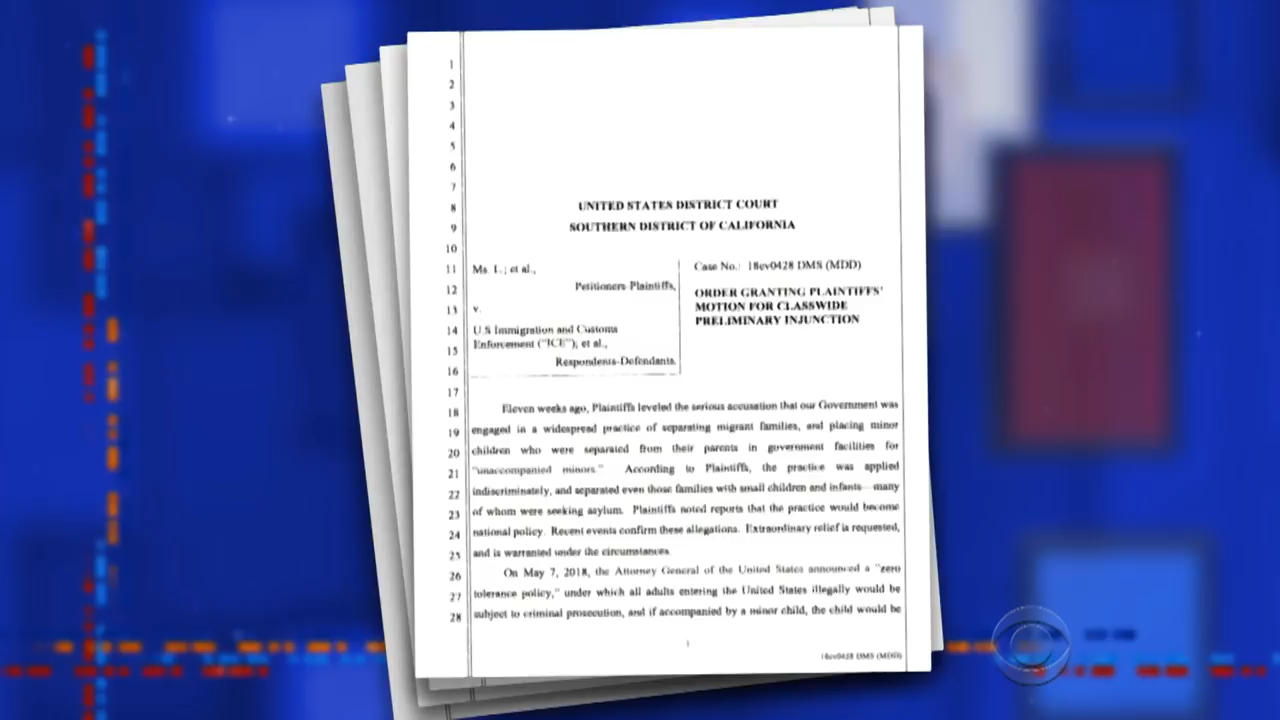 1
2
3
4
5
6
7
8 UNITED STATES DISTRICT COURT
9 SOUTHERN DISTRICT OF CALIFORNIA
10
11 Ms. L.; et al., Case No.: 18cv0428 DMS (MDD)
12 Petitioners-Plaintiffs, ORDER GRANTING PLAINTIFFS'
13 v. MOTION FOR CLASSWIDE
PRELIMINARY INJUNCTION
14 U.S Immigration and Customs
15 Enforcement ("ICE"); et al.,
16 Respondents-Defendants.
17
18 Eleven weeks ago, Plaintiffs leveled the serious accusation that our Government was
19 engaged in a widespread practice of separating migrant families, and placing minor
20 children who were separated from their parents in government facilities for
21 "unaccompanied minors." According to Plaintiffs, the practice was applied
22 indiscriminately, and separated even those families with small children and infants—many
23 of whom were seeking asylum. Plaintiffs noted reports that the practice would become
24 national policy. Recent events confirm these allegations. Extraordinary relief is requested,
25 and is warranted under the circumstances.
26 On May 7, 2018, the Attorney General of the United States announced a "zero
27 tolerance policy," under which all adults entering the United States illegally would be
28 subject to criminal prosecution, and if accompanied by a minor child, the child would be
1
18cv0428 DMS (MDD)